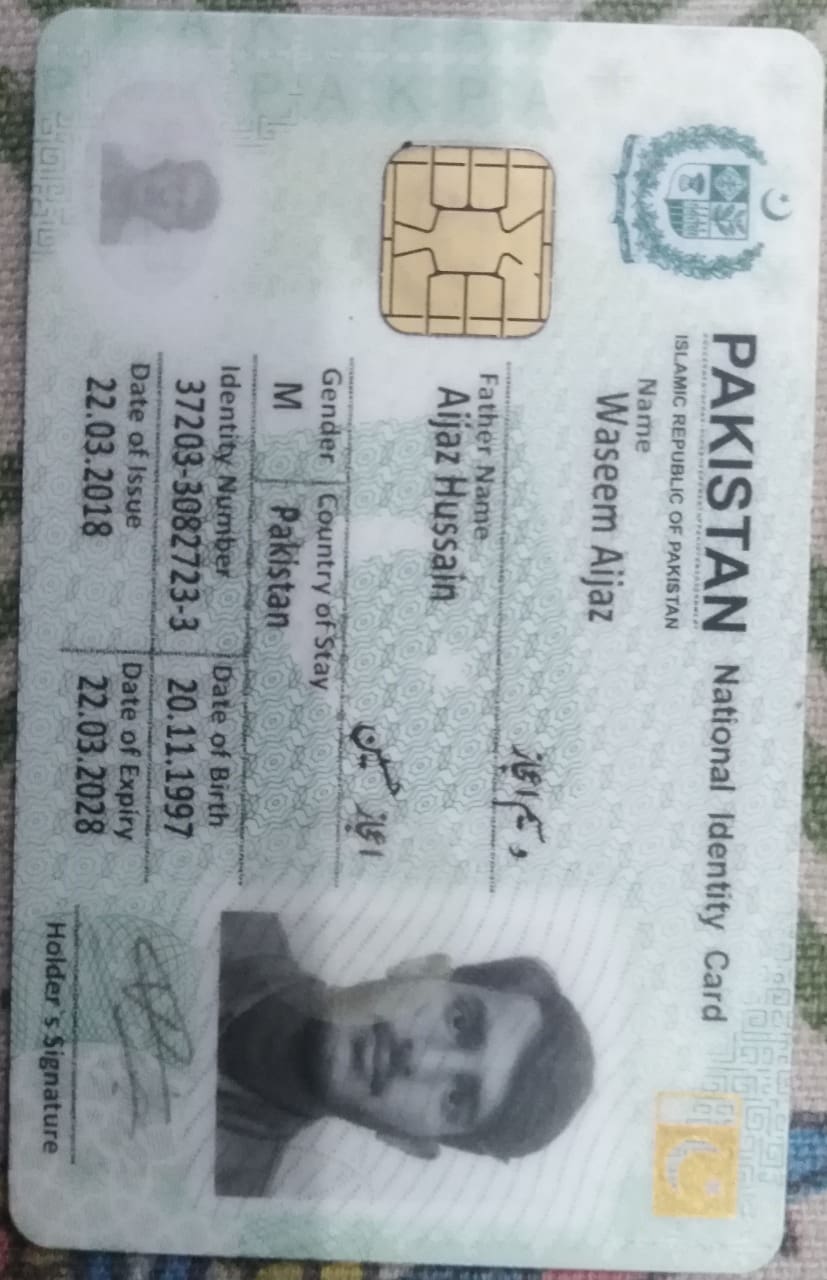 PAKISTAN National Identity Card
ISLAMIC REPUBLIC OF PAKISTAN
Name
Waseem Aijaz
وسیم اعجاز
Father Name
Aijaz Hussain
اعجاز حسین
Gender Country of Stay
M Pakistan
Identity Number Date of Birth
37203-3082723-3 20.11.1997
Date of Issue Date of Expiry
22.03.2018 22.03.2028
Holder`s Signature